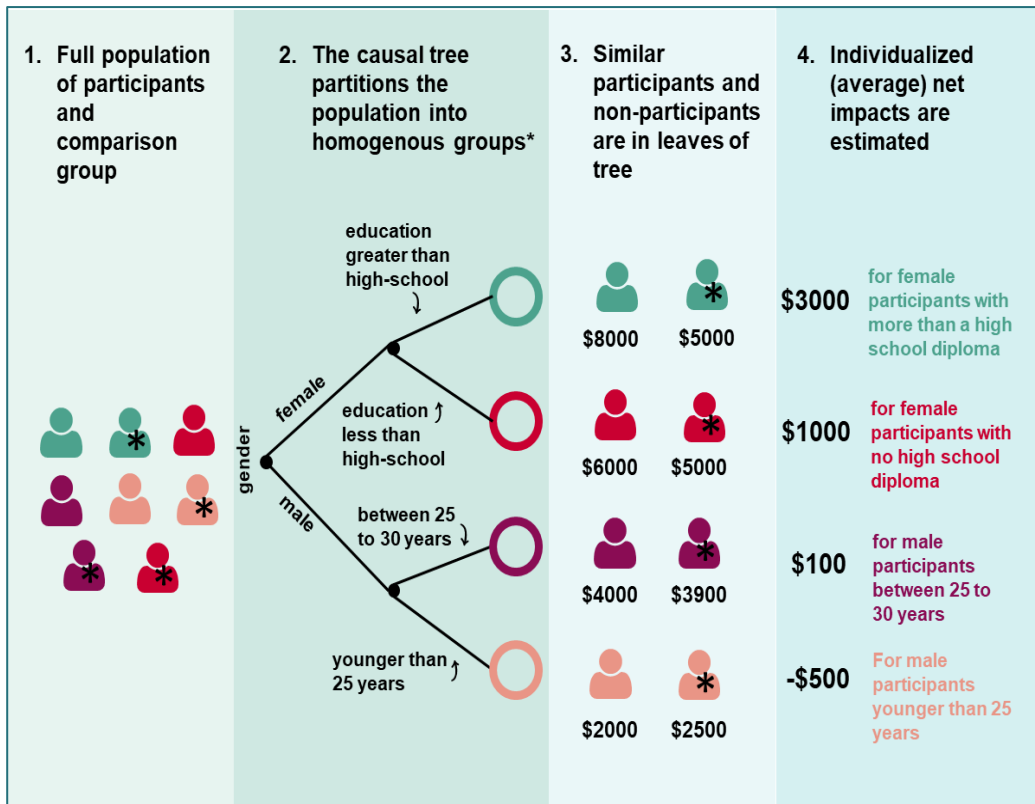 1. Full population
of participants
and
comparison
group
2. The causal tree
partitions the
population into
homogenous groups*
3. Similar
participants and
non-participants
are in leaves of
tree
4. Individualized
(average) net
impacts are
estimated
education
greater than
high-school
female
education
less than
high-school
gender
male
between 25
to 30 years
younger than
25 years
*
*
*
*
*
$8000
*
$5000
*
$6000
$5000
*
$4000
$3900
*
$2000
$2500
$3000
for female
participants with
more than a high
school diploma
$1000
for female
participants with
no high school
diploma
$100
for male
participants
between 25 to
30 years
-$500
For male
participants
younger than 25
years